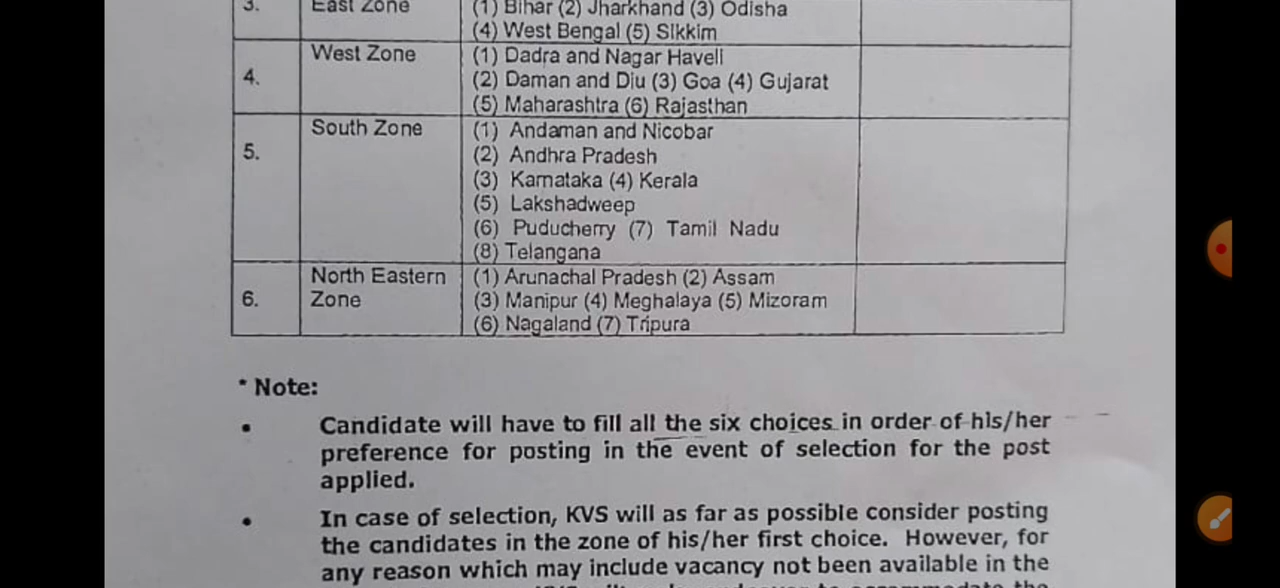 3. East Zone (1) Bihar (2) Jharkhand (3) Odisha
(4) West Bengal (5) Sikkim
West Zone (1) Dadra and Nagar Haveli
4. (2) Daman and Diu (3) Goa (4) Gujarat
(5) Maharashtra (6) Rajasthan
South Zone (1) Andaman and Nicobar
5. (2) Andhra Pradesh
(3) Karnataka (4) Kerala
(5) Lakshadweep
(6) Puducherry (7) Tamil Nadu
(8) Telangana
North Eastern (1) Arunachal Pradesh (2) Assam
6. Zone (3) Manipur (4) Meghalaya (5) Mizoram
(6) Nagaland (7) Tripura
* Note:
• Candidate will have to fill all the six choices in order of his/her
preference for posting in the event of selection for the post
applied.
• In case of selection, KVS will as far as possible consider posting
the candidates in the zone of his/her first choice. However, for
any reason which may include vacancy not been available in the